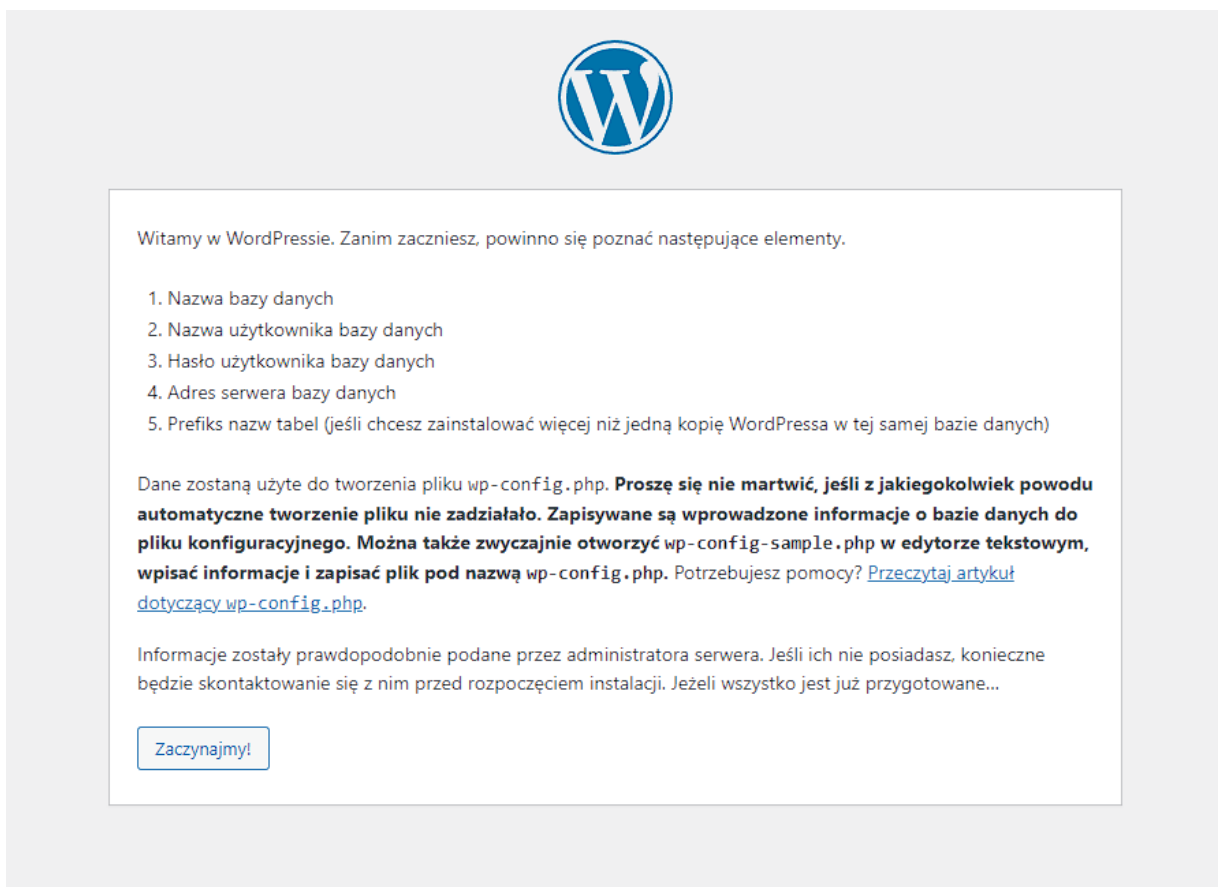 Witamy w WordPressie. Zanim zaczniesz, powinno się poznać następujące elementy.
1. Nazwa bazy danych
2. Nazwa użytkownika bazy danych
3. Hasło użytkownika bazy danych
4. Adres serwera bazy danych
5. Prefiks nazw tabel (jeśli chcesz zainstalować więcej niż jedną kopię WordPressa w tej samej bazie danych)
Dane zostaną użyte do tworzenia pliku wp-config.php. Proszę się nie martwić, jeśli z jakiegokolwiek powodu
automatyczne tworzenie pliku nie zadziałało. Zapisywane są wprowadzone informacje o bazie danych do
pliku konfiguracyjnego. Można także zwyczajnie otworzyć wp-config-sample.php w edytorze tekstowym,
wpisać informacje i zapisać plik pod nazwą wp-config.php. Potrzebujesz pomocy? Przeczytaj artykuł
dotyczący wp-config.php.
Informacje zostały prawdopodobnie podane przez administratora serwera. Jeśli ich nie posiadasz, konieczne
będzie skontaktowanie się z nim przed rozpoczęciem instalacji. Jeżeli wszystko jest już przygotowane...
Zaczynajmy!